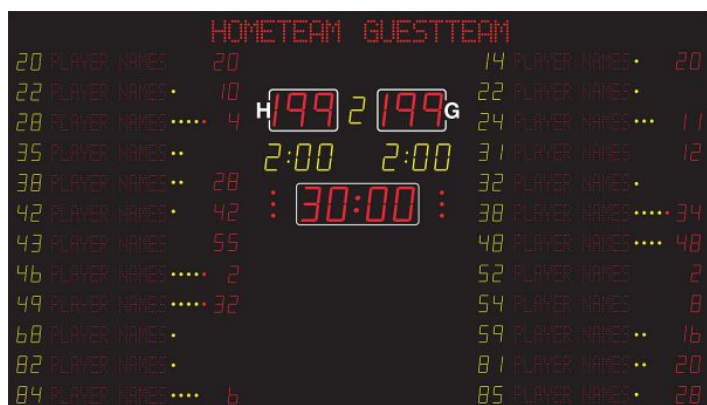 HOMETEAM GUESTTEAM
20 PLAYER NAMES 20
22 PLAYER NAMES 10
28 PLAYER NAMES 4
35 PLAYER NAMES
38 PLAYER NAMES 28
42 PLAYER NAMES 42
43 PLAYER NAMES 55
46 PLAYER NAMES 2
49 PLAYER NAMES 32
68 PLAYER NAMES
82 PLAYER NAMES
84 PLAYER NAMES 6
H 199 2 199 G
2:00 2:00
30:00
14 PLAYER NAMES 20
22 PLAYER NAMES
24 PLAYER NAMES 11
31 PLAYER NAMES 12
32 PLAYER NAMES
38 PLAYER NAMES 34
48 PLAYER NAMES 48
52 PLAYER NAMES 2
54 PLAYER NAMES 8
59 PLAYER NAMES 16
81 PLAYER NAMES 20
85 PLAYER NAMES 28